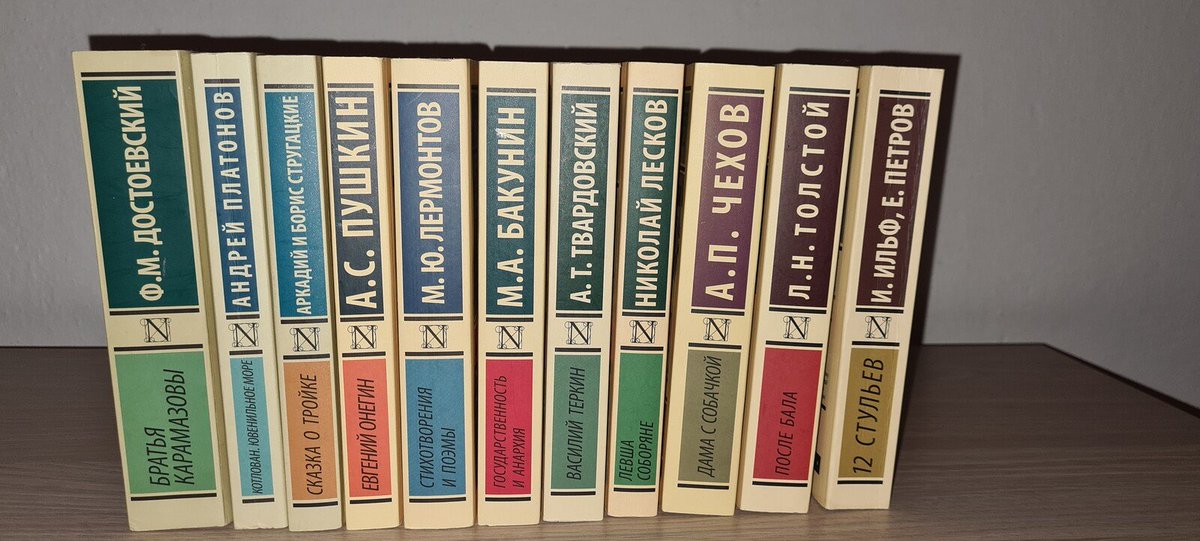 Ф.М. ДОСТОЕВСКИЙ
БРАТЬЯ
КАРАМАЗОВЫ
АНДРЕЙ ПЛАТОНОВ
КОТЛОВАН. ЮВЕНИЛЬНОЕ МОРЕ
АРКАДИЙ И БОРИС СТРУГАЦКИЕ
СКАЗКА О ТРОЙКЕ
А.С. ПУШКИН
ЕВГЕНИЙ ОНЕГИН
М. Ю. ЛЕРМОНТОВ
СТИХОТВОРЕНИЯ
И ПОЭМЫ
М.А. БАКУНИН
ГОСУДАРСТВЕННОСТЬ
И АНАРХИЯ
А. Т. ТВАРДОВСКИЙ
ВАСИЛИЙ ТЕРКИН
НИКОЛАЙ ЛЕСКОВ
ЛЕВША
СОБОРЯНЕ
А.П. ЧЕХОВ
ДАМА С СОБАЧКОЙ
Л.Н. ТОЛСТОЙ
ПОСЛЕ БАЛА
И. ИЛЬФ, Е. ПЕТРОВ
12 СТУЛЬЕВ